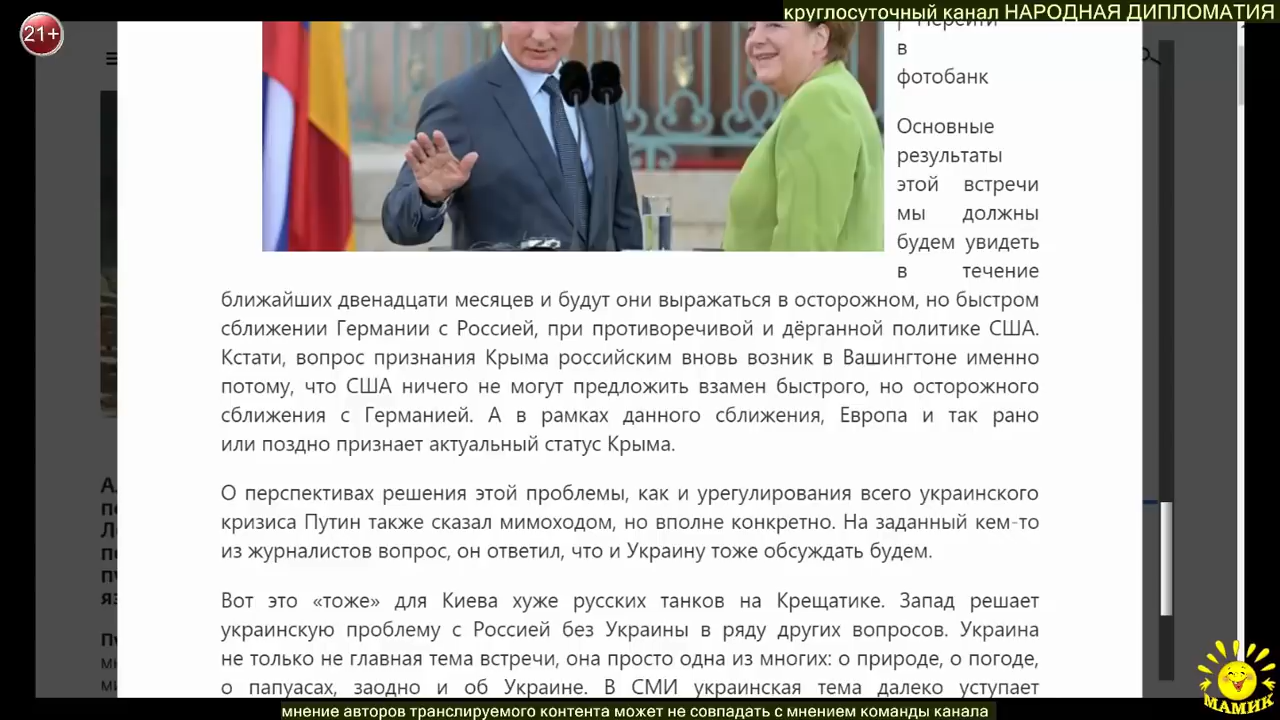 круглосуточный канал НАРОДНАЯ ДИПЛОМАТИЯ
21+
| Перейти
в
фотобанк
Основные
результаты
этой встречи
мы должны
будем увидеть
в течение
ближайших двенадцати месяцев и будут они выражаться в осторожном, но быстром
сближении Германии с Россией, при противоречивой и дёрганной политике США.
Кстати, вопрос признания Крыма российским вновь возник в Вашингтоне именно
потому, что США ничего не могут предложить взамен быстрого, но осторожного
сближения с Германией. А в рамках данного сближения, Европа и так рано
или поздно признает актуальный статус Крыма.
О перспективах решения этой проблемы, как и урегулирования всего украинского
кризиса Путин также сказал мимоходом, но вполне конкретно. На заданный кем-то
из журналистов вопрос, он ответил, что и Украину тоже обсуждать будем.
Вот это «тоже» для Киева хуже русских танков на Крещатике. Запад решает
украинскую проблему с Россией без Украины в ряду других вопросов. Украина
не только не главная тема встречи, она просто одна из многих: о природе, о погоде,
о папуасах, заодно и об Украине. В СМИ украинская тема далеко уступает
МАМИК
мнение авторов транслируемого контента может не совпадать с мнением команды канала